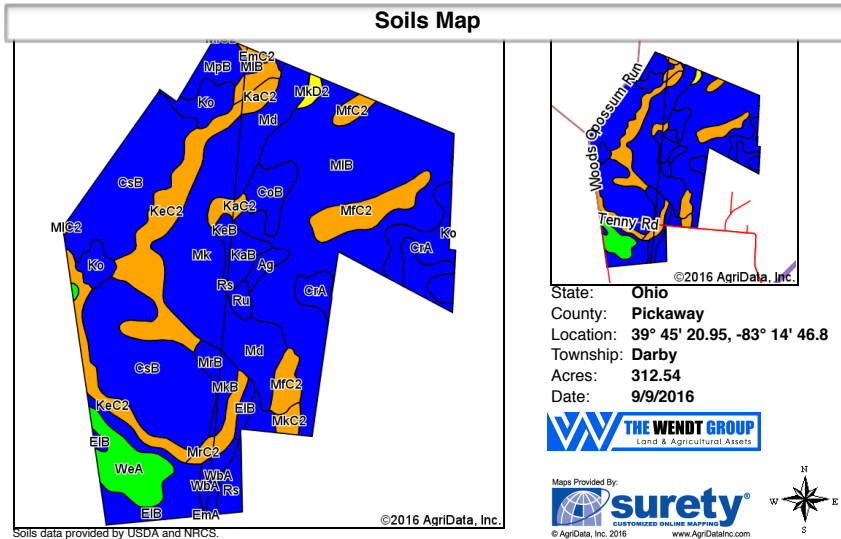 Soils Map
EmC2
MpB
MlB
Ko
KaC2
MkD2
MfC2
Md
MlB
CsB
CoB
KeC2
KaC2
MfC2
MlC2
KeB
Ko
CrA
Mk
KaB
Ag
Ko
Rs
Ru
CrA
Md
CsB
MrB
MkB
MfC2
KeC2
ElB
MkC2
ElB
MrC2
WeA
WbA
WbA
Rs
ElB
EmA
©2016 AgriData, Inc.
Soils data provided by USDA and NRCS.
Woods Opossum Run
Tenny Rd
©2016 AgriData, Inc.
State: Ohio
County: Pickaway
Location: 39° 45' 20.95, -83° 14' 46.8
Township: Darby
Acres: 312.54
Date: 9/9/2016
THE WENDT GROUP
Land & Agricultural Assets
Maps Provided By:
surety®
CUSTOMIZED ONLINE MAPPING
© AgriData, Inc. 2016 www.AgriDataInc.com
N
W E
S